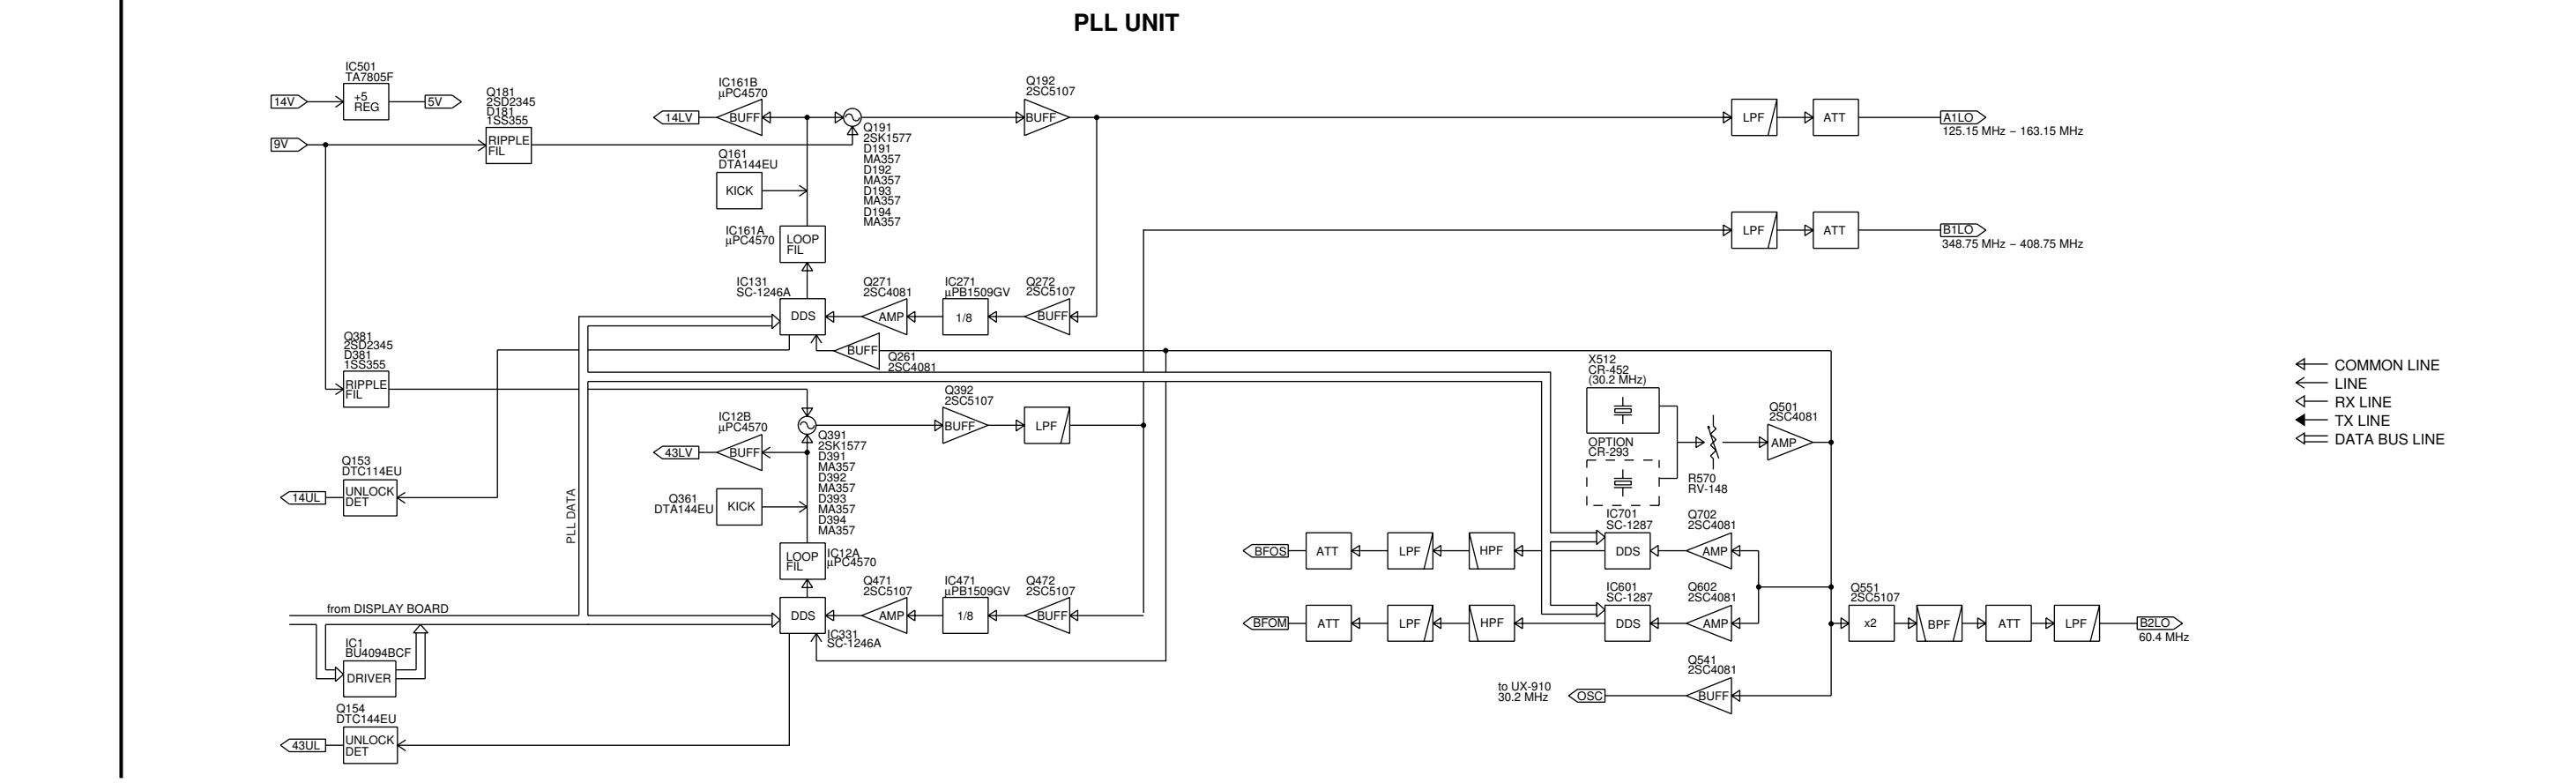 PLL UNIT
IC501
TA7805F
14V
+5
REG
5V
Q181
2SD2345
D181
1SS355
9V
RIPPLE
FIL
IC161B
µPC4570
14LV
BUFF
Q161
DTA144EU
KICK
Q191
2SK1577
D191
MA357
D192
MA357
D193
MA357
D194
MA357
Q192
2SC5107
BUFF
LPF
ATT
A1LO
125.15 MHz − 163.15 MHz
IC161A
µPC4570
LOOP
FIL
LPF
ATT
B1LO
348.75 MHz − 408.75 MHz
IC131
SC-1246A
DDS
Q271
2SC4081
AMP
IC271
µPB1509GV
1/8
Q272
2SC5107
BUFF
BUFF
Q261
2SC4081
Q381
2SD2345
D381
1SS355
RIPPLE
FIL
Q392
2SC5107
BUFF
LPF
IC12B
µPC4570
43LV
BUFF
Q391
2SK1577
D391
MA357
D392
MA357
D393
MA357
D394
MA357
Q361
DTA144EU
KICK
Q153
DTC114EU
14UL
UNLOCK
DET
PLL DATA
LOOP
FIL
IC12A
µPC4570
DDS
IC331
SC-1246A
Q471
2SC5107
AMP
IC471
µPB1509GV
1/8
Q472
2SC5107
BUFF
from DISPLAY BOARD
IC1
BU4094BCF
DRIVER
Q154
DTC144EU
43UL
UNLOCK
DET
X512
CR-452
(30.2 MHz)
OPTION
CR-293
R570
RV-148
Q501
2SC4081
AMP
BFOS
ATT
LPF
HPF
IC701
SC-1287
DDS
Q702
2SC4081
AMP
BFOM
ATT
LPF
HPF
IC601
SC-1287
DDS
Q602
2SC4081
AMP
Q551
2SC5107
x2
BPF
ATT
LPF
B2LO
60.4 MHz
Q541
2SC4081
BUFF
OSC
to UX-910
30.2 MHz
COMMON LINE
LINE
RX LINE
TX LINE
DATA BUS LINE